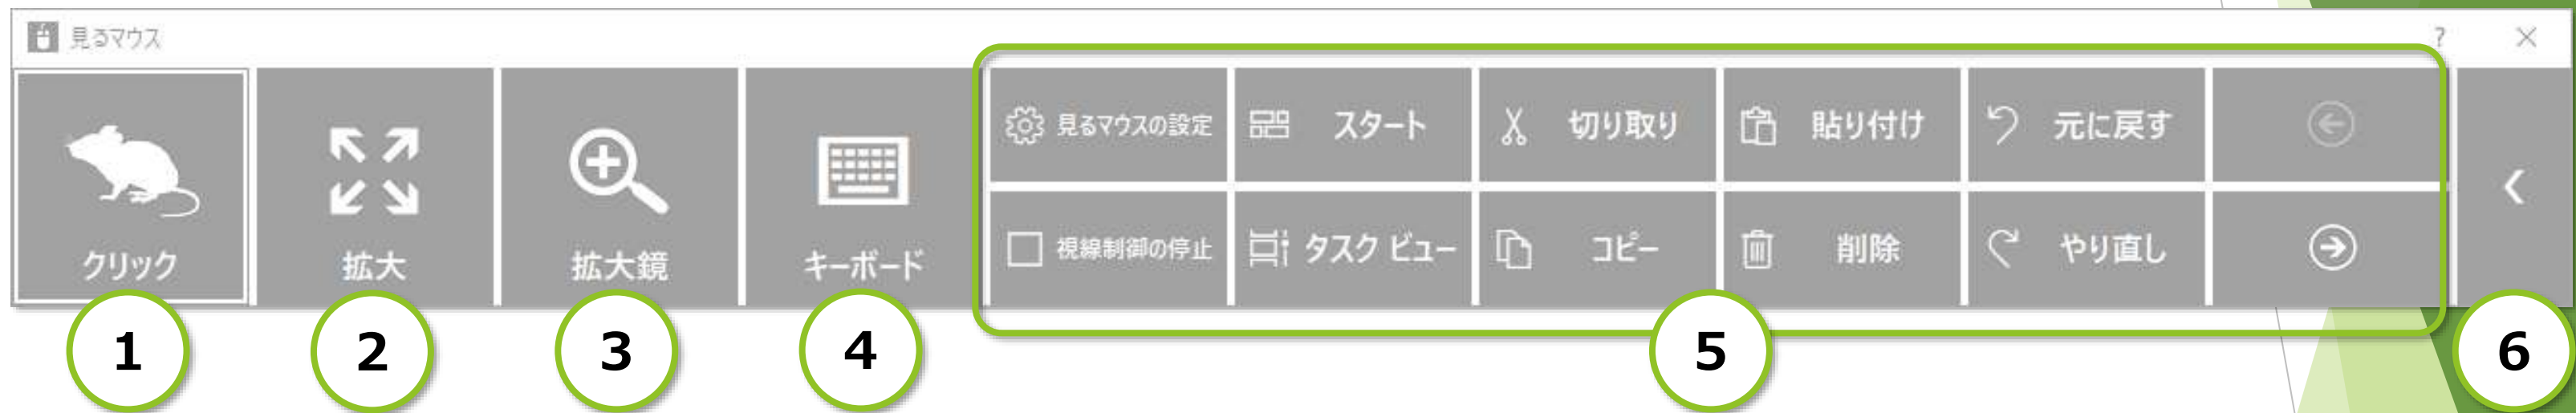 見るマウス
?
クリック
拡大
拡大鏡
キーボード
見るマウスの設定
スタート
切り取り
貼り付け
元に戻す
視線制御の停止
タスク ビュー
コピー
削除
やり直し
1
2
3
4
5
6